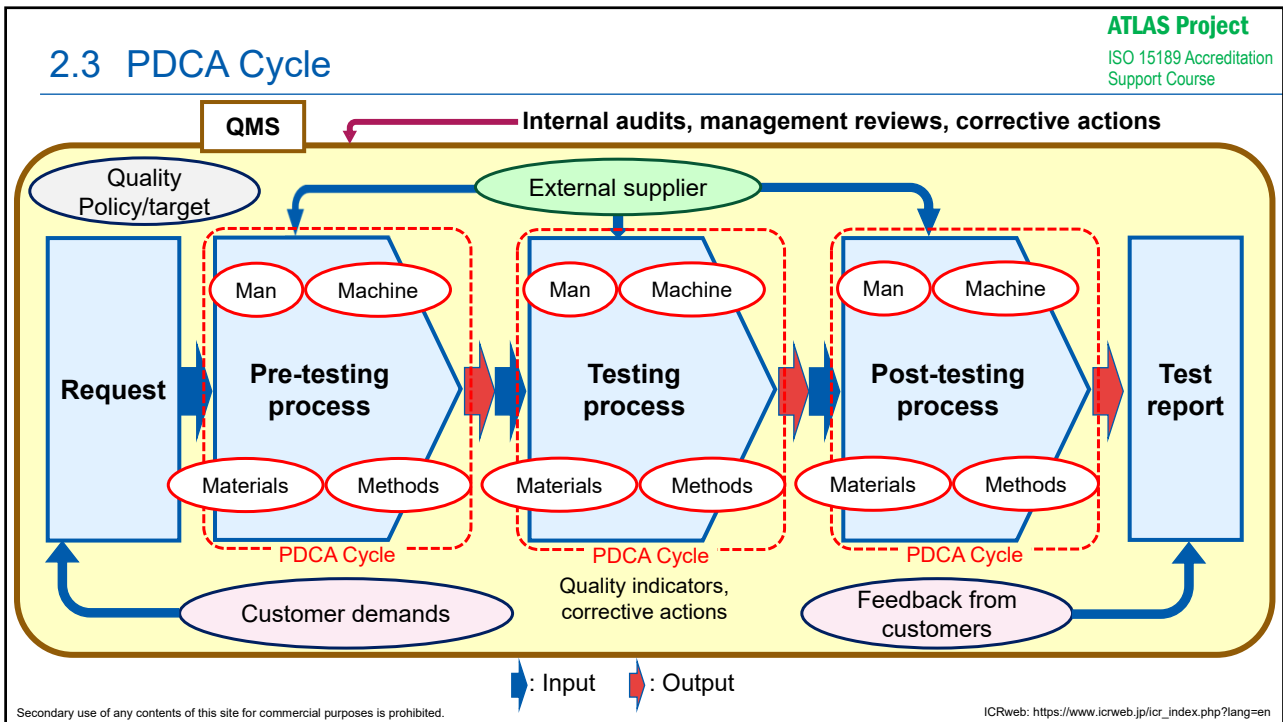 2.3 PDCA Cycle
ATLAS Project
ISO 15189 Accreditation
Support Course
QMS
Internal audits, management reviews, corrective actions
Quality
Policy/target
External supplier
Request
Man
Machine
Pre-testing
process
Materials
Methods
PDCA Cycle
Man
Machine
Testing
process
Materials
Methods
PDCA Cycle
Quality indicators,
corrective actions
Man
Machine
Post-testing
process
Materials
Methods
PDCA Cycle
Test
report
Customer demands
Feedback from
customers
: Input
: Output
Secondary use of any contents of this site for commercial purposes is prohibited.
ICRweb: https://www.icrweb.jp/icr_index.php?lang=en